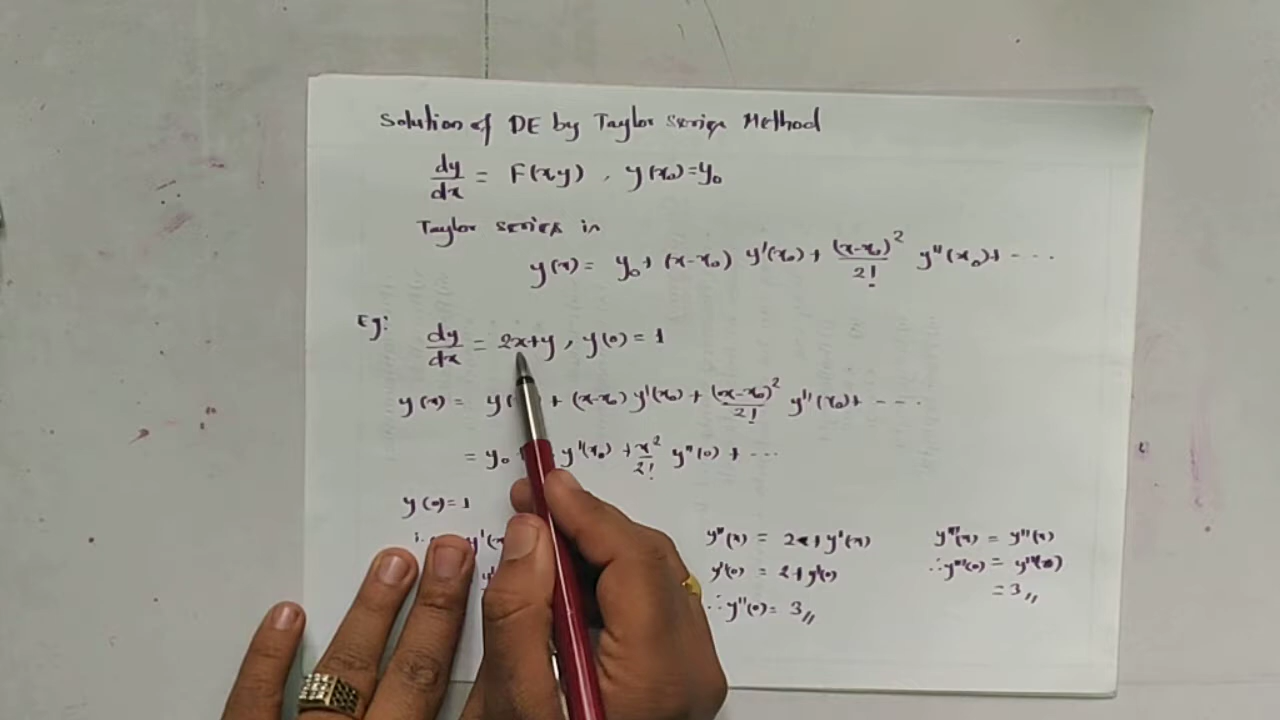 Solution of DE by Taylor Method
dy/dx = F(x,y) , y(x₀)=y₀
Taylor series in
y(x) = y₀+ (x-x₀) y'(x₀)+ (x-x₀)²/2! y''(x₀)+ ---
Eg:
dy/dx = 2x+y , y(0) = 1
y(x) = y( + (x-x₀) y'(x₀) + (x-x₀)²/2! y''(x₀)+ ---
= y₀ + y'(x₀) + x²/2! y''(0) + ---
y(0)=1
y''(x) = 2+y'(x)
y'''(x) = y''(x)
y'(0) = 2+y'(0)
∴y'''(0) = y''(0)
= 3//
∴y''(0) = 3//